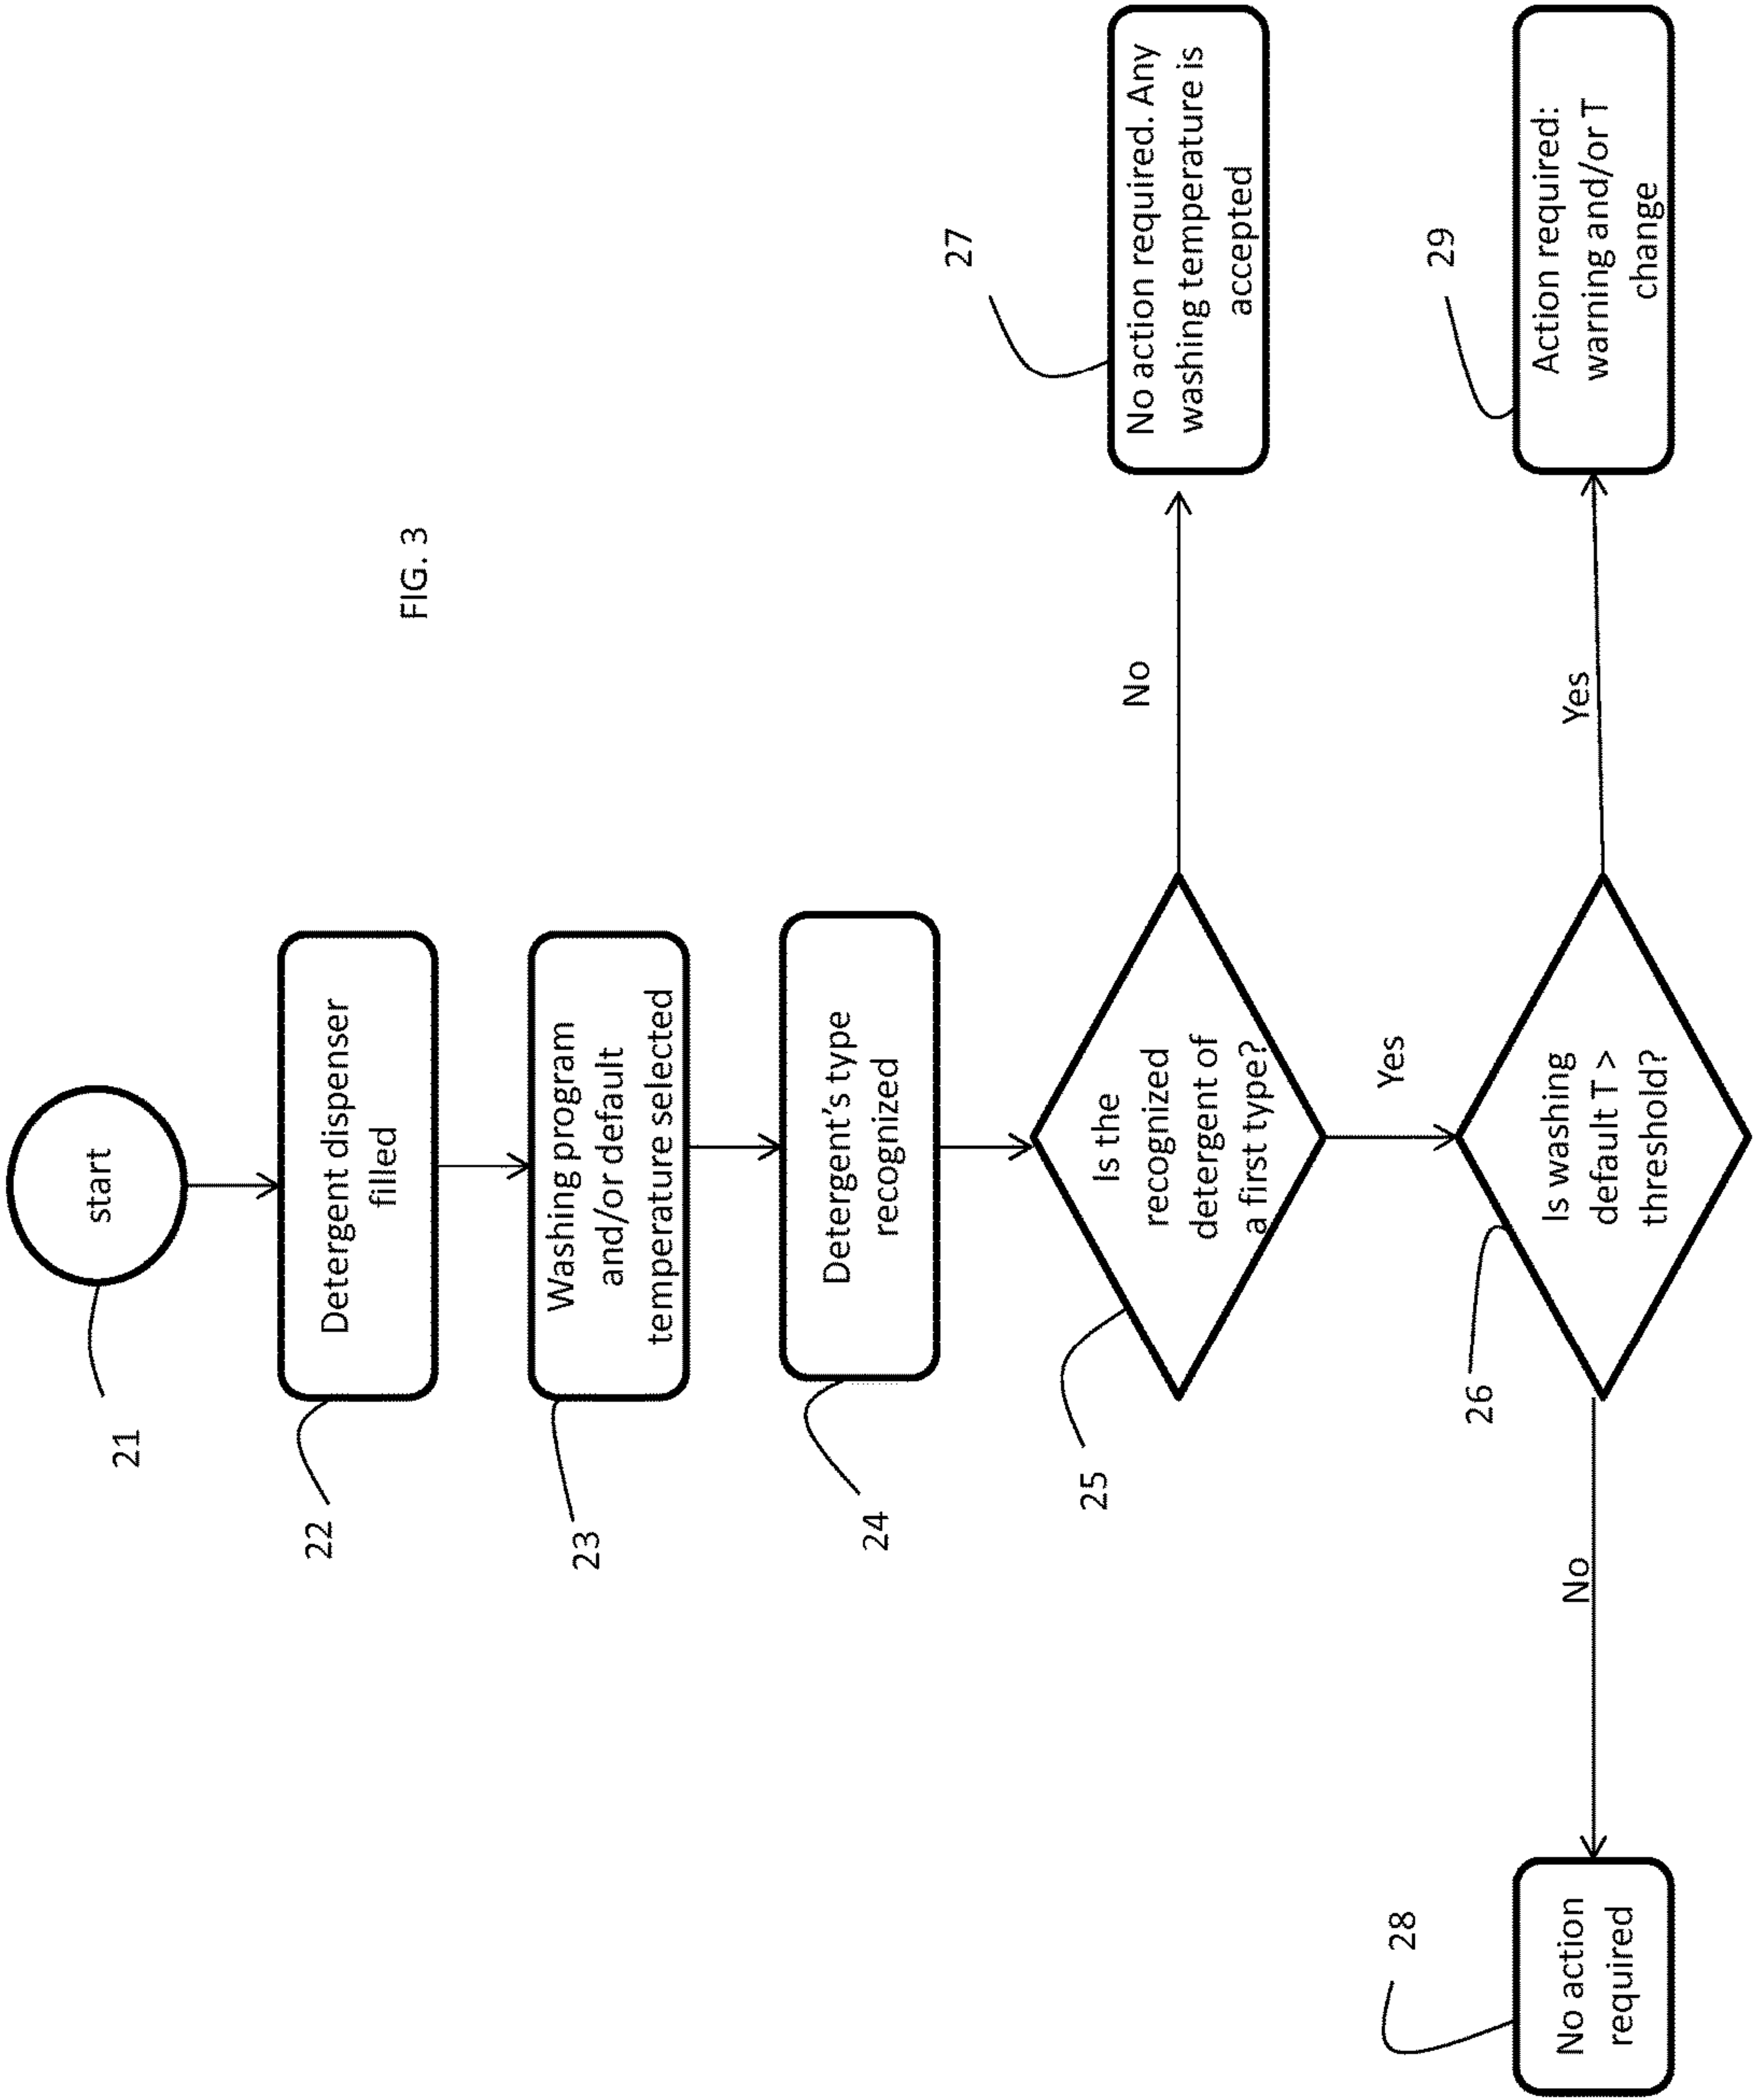 FIG. 3
start
21
Detergent dispenser
filled
22
Washing program
and/or default
temperature selected
23
Detergent's type
recognized
24
Is the
recognized
detergent of
a first type?
25
No
No action required. Any
washing temperature is
accepted
27
Yes
Is washing
default T >
threshold?
26
No
No action
required
28
Yes
Action required:
warning and/or T
change
29